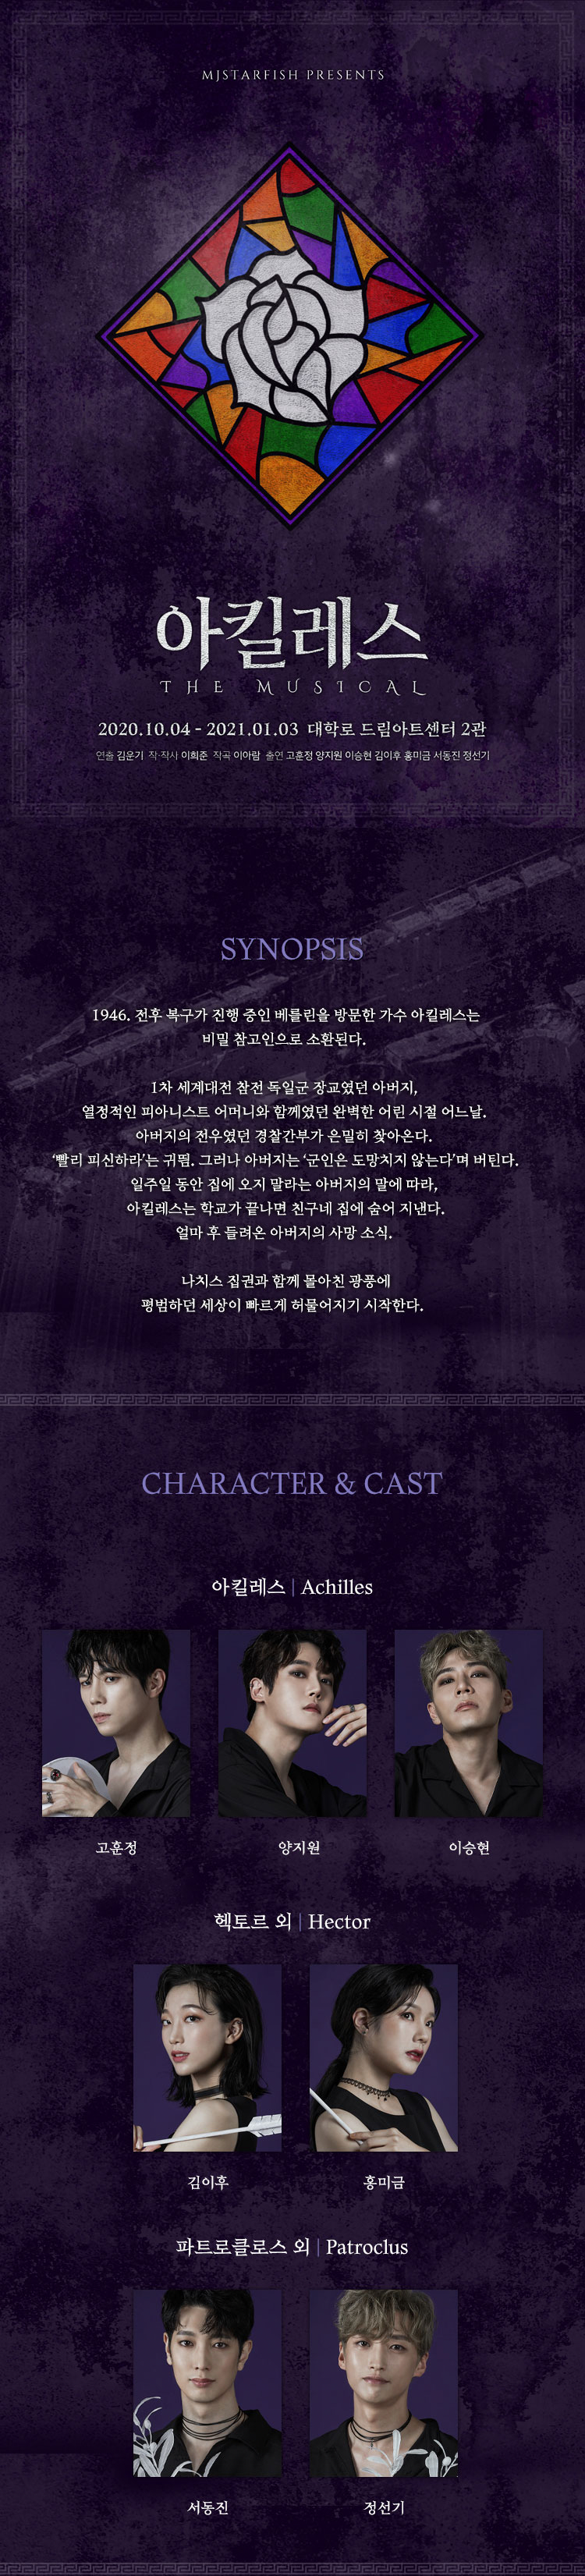 MJSTARFISH PRESENTS
아킬레스
THE MUSICAL
2020.10.04 - 2021.01.03 대학로 드림아트센터 2관
연출 김운기 작·작사 이희준 작곡 이아람 출연 고훈정 양지원 이승현 김이후 홍미금 서동진 정선기
SYNOPSIS
1946. 전후 복구가 진행 중인 베를린을 방문한 가수 아킬레스는
비밀 참고인으로 소환된다.
1차 세계대전 참전 독일군 장교였던 아버지,
열정적인 피아니스트 어머니와 함께였던 완벽한 어린 시절 어느날.
아버지의 전우였던 경찰간부가 은밀히 찾아온다.
‘빨리 피신하라’는 귀띔. 그러나 아버지는 ‘군인은 도망치지 않는다’며 버틴다.
일주일 동안 집에 오지 말라는 아버지의 말에 따라,
아킬레스는 학교가 끝나면 친구네 집에 숨어 지낸다.
얼마 후 들려온 아버지의 사망 소식.
나치스 집권과 함께 몰아친 광풍에
평범하던 세상이 빠르게 허물어지기 시작한다.
CHARACTER & CAST
아킬레스 | Achilles
고훈정 양지원 이승현
헥토르 외 | Hector
김이후 홍미금
파트로클로스 외 | Patroclus
서동진 정선기